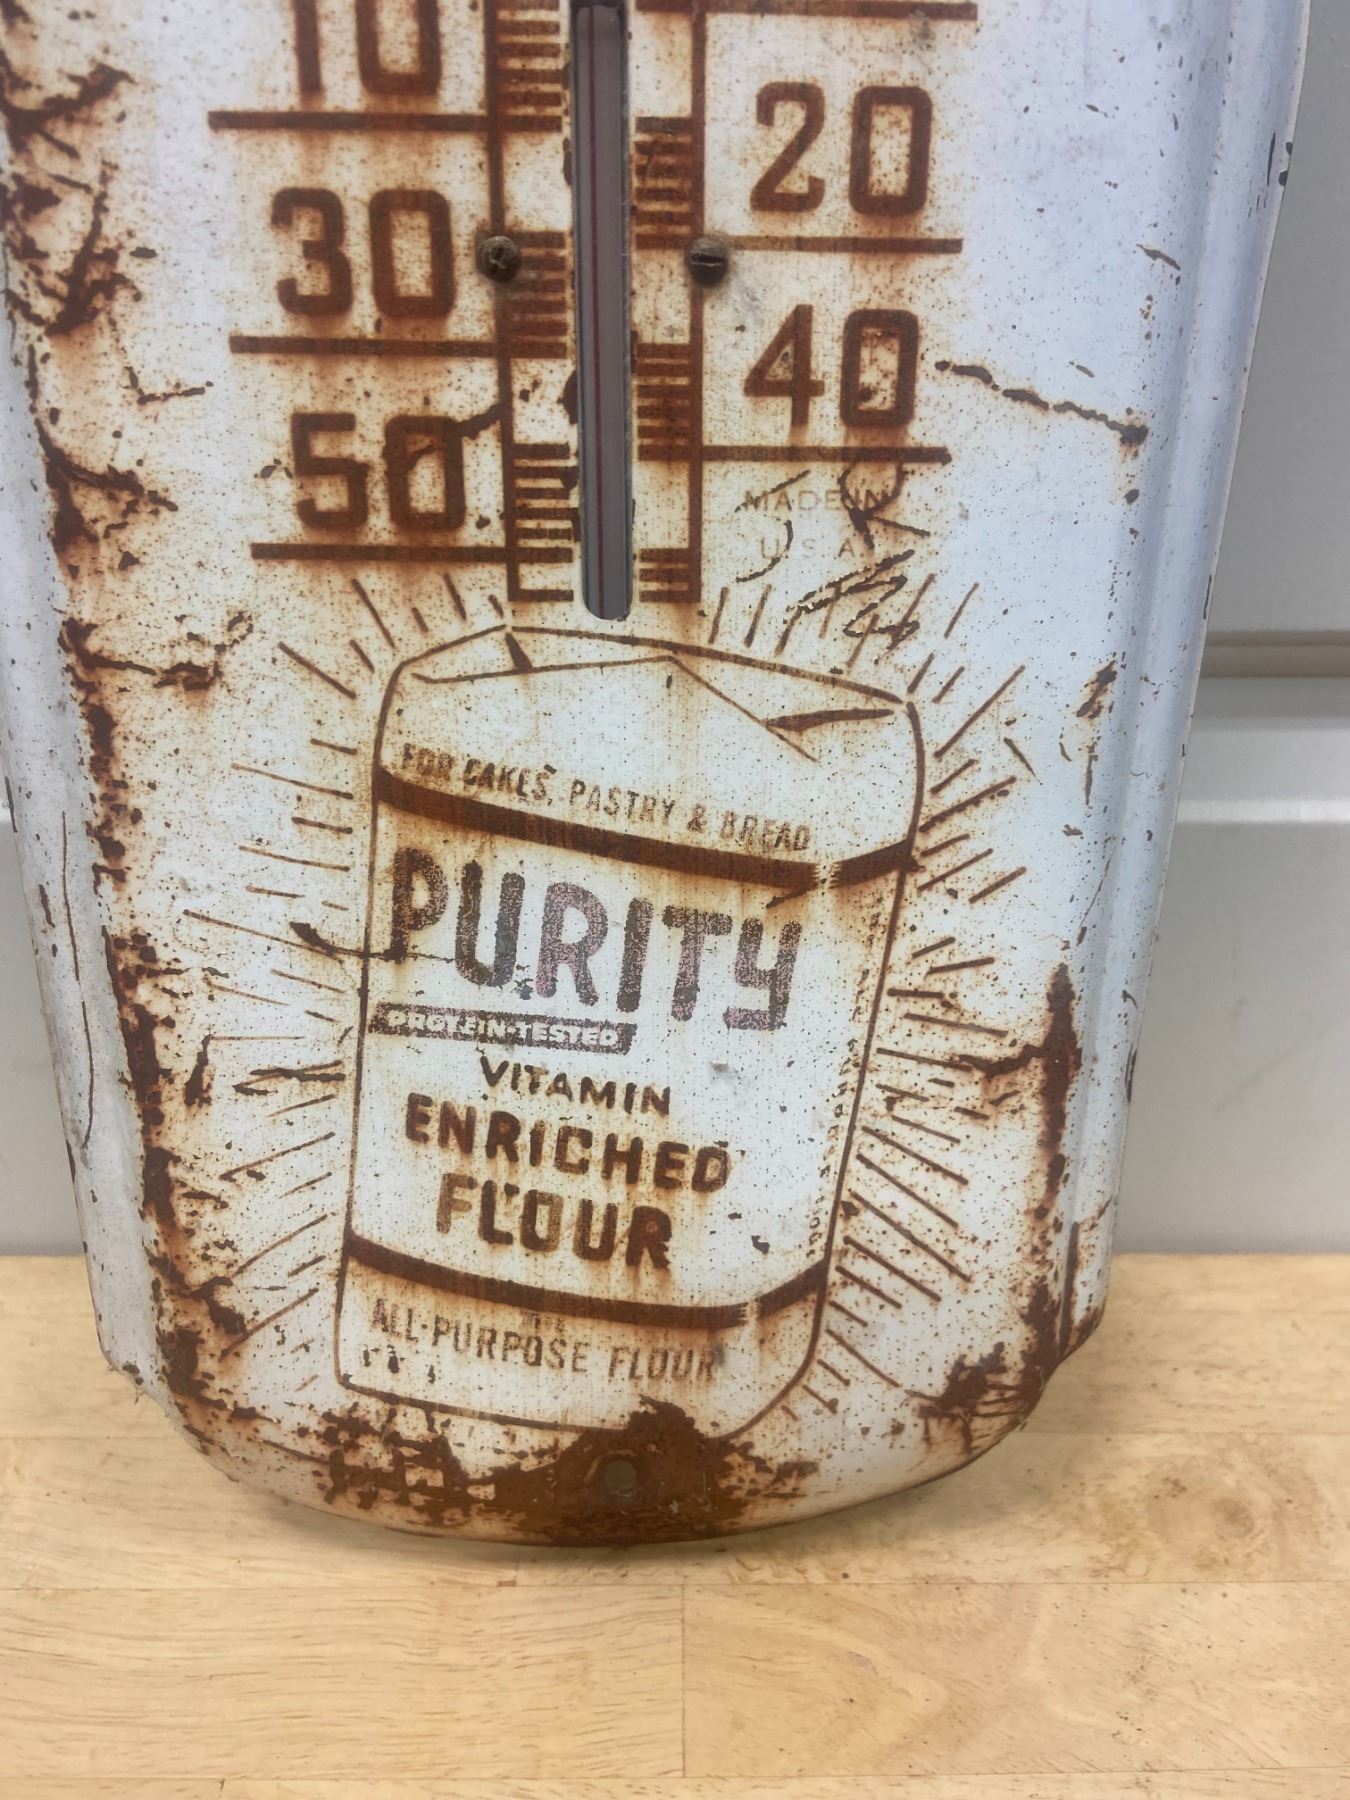 10
20
30
40
50
MADE IN
U.S.A.
FOR CAKES, PASTRY & BREAD
PURITY
PROTEIN-TESTED
VITAMIN
ENRICHED
FLOUR
ALL-PURPOSE FLOUR